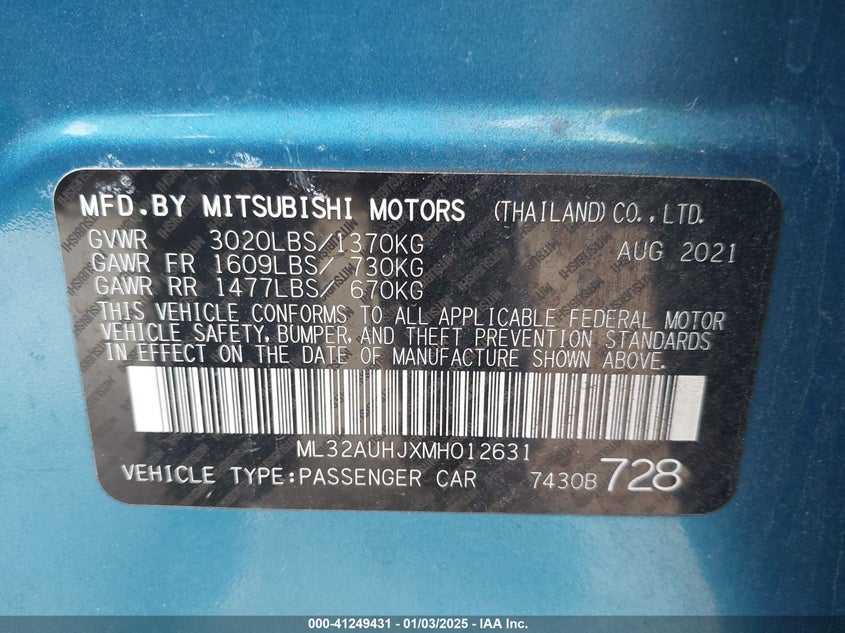 MFD.BY MITSUBISHI MOTORS (THAILAND) CO.,LTD.
GVWR 3020LBS/1370KG AUG 2021
GAWR FR 1609LBS/ 730KG
GAWR RR 1477LBS/ 670KG
THIS VEHICLE CONFORMS TO ALL APPLICABLE FEDERAL MOTOR
VEHICLE SAFETY, BUMPER, AND THEFT PREVENTION STANDARDS
IN EFFECT ON THE DATE OF MANUFACTURE SHOWN ABOVE.
ML32AUHJXMH012631
VEHICLE TYPE:PASSENGER CAR 7430B 728
000-41249431 - 01/03/2025 - IAA Inc.